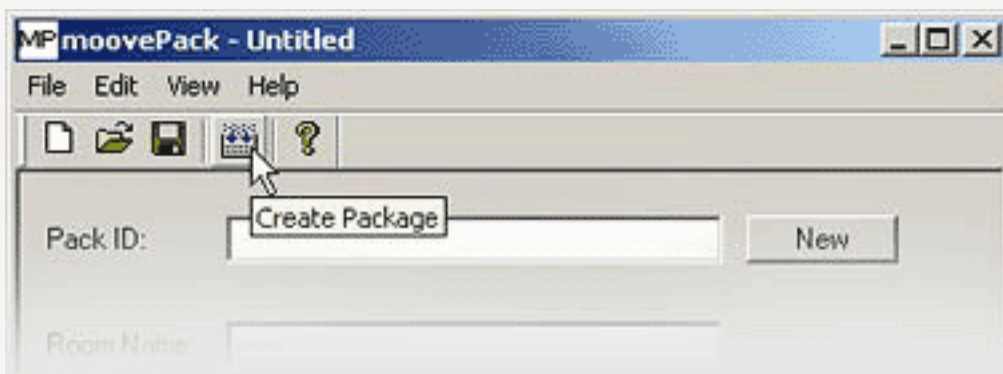 MP moovePack - Untitled
File Edit View Help
Create Package
Pack ID:
New
Room Name: